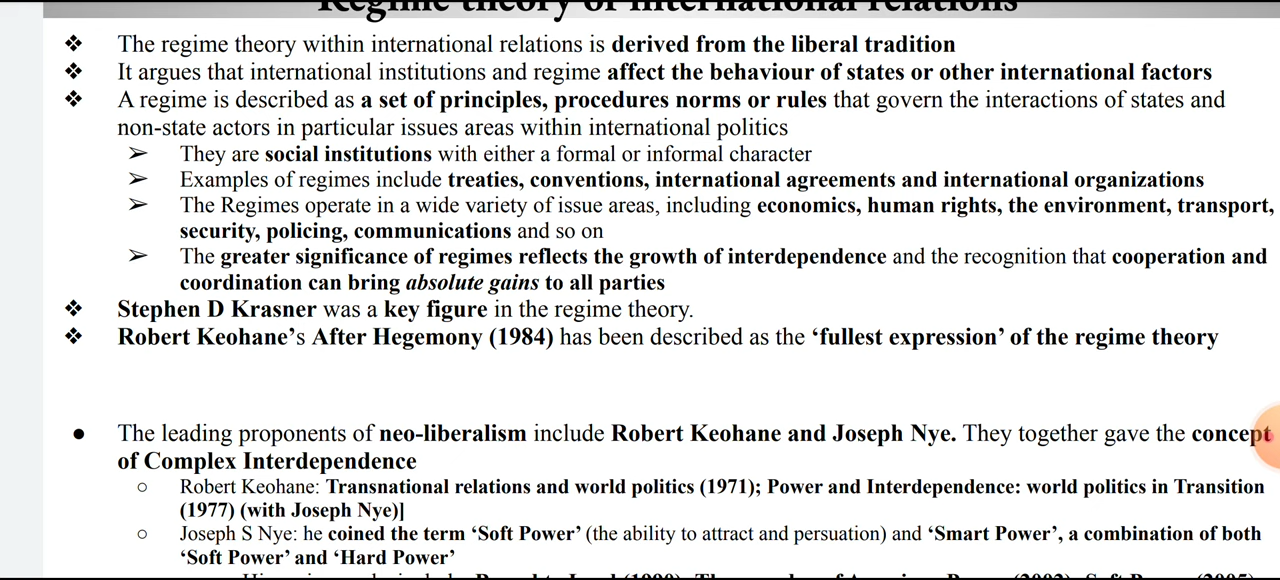 Regime theory of international relations
❖ The regime theory within international relations is derived from the liberal tradition
❖ It argues that international institutions and regime affect the behaviour of states or other international factors
❖ A regime is described as a set of principles, procedures norms or rules that govern the interactions of states and
non-state actors in particular issues areas within international politics
➢ They are social institutions with either a formal or informal character
➢ Examples of regimes include treaties, conventions, international agreements and international organizations
➢ The Regimes operate in a wide variety of issue areas, including economics, human rights, the environment, transport,
security, policing, communications and so on
➢ The greater significance of regimes reflects the growth of interdependence and the recognition that cooperation and
coordination can bring absolute gains to all parties
❖ Stephen D Krasner was a key figure in the regime theory.
❖ Robert Keohane’s After Hegemony (1984) has been described as the ‘fullest expression’ of the regime theory
● The leading proponents of neo-liberalism include Robert Keohane and Joseph Nye. They together gave the concept
of Complex Interdependence
○ Robert Keohane: Transnational relations and world politics (1971); Power and Interdependence: world politics in Transition
(1977) (with Joseph Nye)]
○ Joseph S Nye: he coined the term ‘Soft Power’ (the ability to attract and persuation) and ‘Smart Power’, a combination of both
‘Soft Power’ and ‘Hard Power’